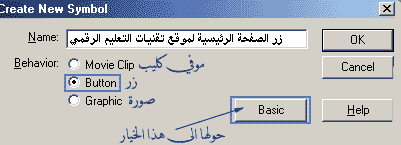 Create New Symbol
Name: زر الصفحة الرئيسية لموقع تقنيات التعليم الرقمي OK
Behavior: Movie Clip موفي كليب Cancel
Button زر
Graphic صورة Basic Help
حولها الى هذا الخيار